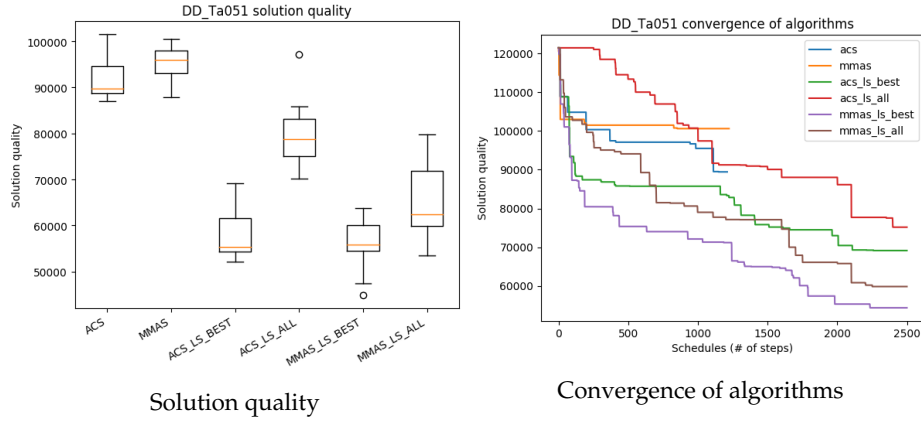 DD_Ta051 solution quality
Solution quality
100000
90000
80000
70000
60000
50000
ACS
MMAS
ACS_LS_BEST
ACS_LS_ALL
MMAS_LS_BEST
MMAS_LS_ALL
Solution quality
DD_Ta051 convergence of algorithms
Solution quality
120000
110000
100000
90000
80000
70000
60000
acs
mmas
acs_ls_best
acs_ls_all
mmas_ls_best
mmas_ls_all
0 500 1000 1500 2000 2500
Schedules (# of steps)
Convergence of algorithms